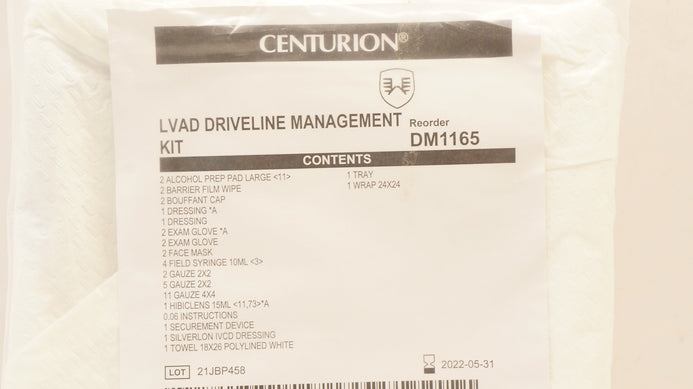 CENTURION®
LVAD DRIVELINE MANAGEMENT KIT
Reorder
DM1165
CONTENTS
2 ALCOHOL PREP PAD LARGE <11>
2 BARRIER FILM WIPE
2 BOUFFANT CAP
1 DRESSING *A
1 DRESSING
2 EXAM GLOVE *A
2 EXAM GLOVE
2 FACE MASK
4 FIELD SYRINGE 10ML <3>
2 GAUZE 2X2
5 GAUZE 2X2
11 GAUZE 4X4
1 HIBICLENS 15ML <11,73>*A
0.06 INSTRUCTIONS
1 SECUREMENT DEVICE
1 SILVERLON IVCD DRESSING
1 TOWEL 18X26 POLYLINED WHITE
1 TRAY
1 WRAP 24X24
LOT 21JBP458
2022-05-31